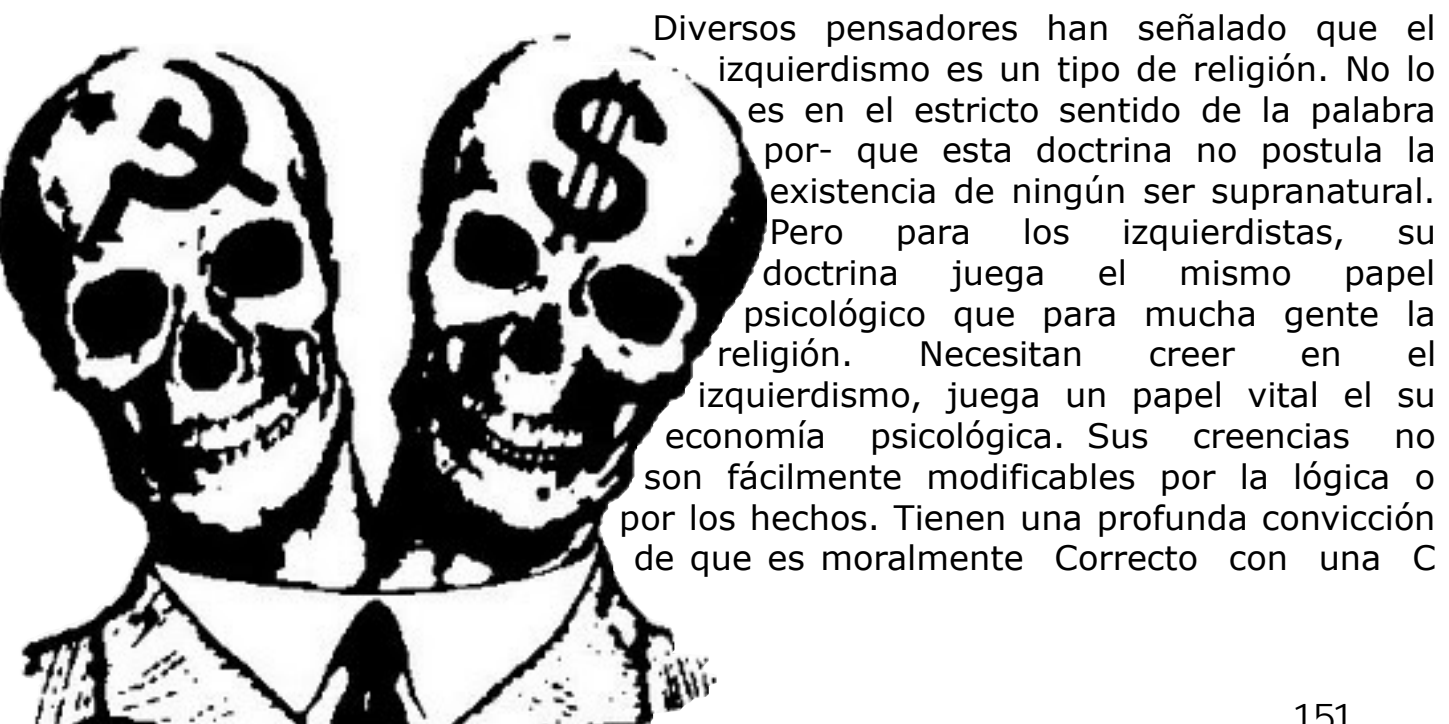 Diversos pensadores han señalado que el
izquierdismo es un tipo de religión. No lo
es en el estricto sentido de la palabra
por- que esta doctrina no postula la
existencia de ningún ser supranatural.
Pero para los izquierdistas, su
doctrina juega el mismo papel
psicológico que para mucha gente la
religión. Necesitan creer en el
izquierdismo, juega un papel vital el su
economía psicológica. Sus creencias no
son fácilmente modificables por la lógica o
por los hechos. Tienen una profunda convicción
de que es moralmente Correcto con una C
151